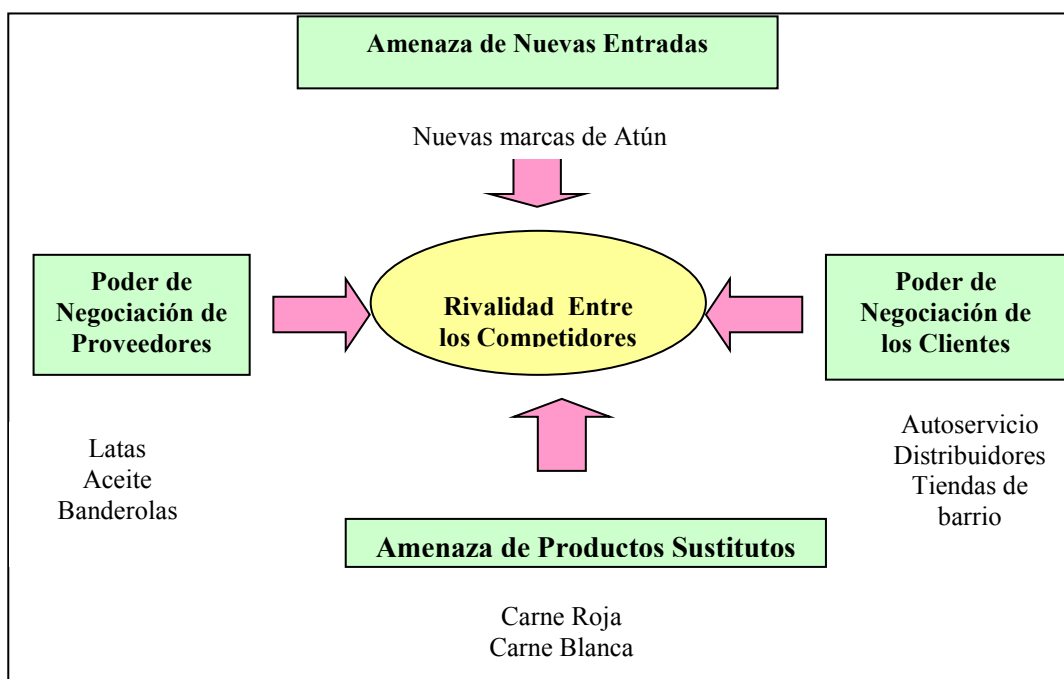 Amenaza de Nuevas Entradas
Nuevas marcas de Atún
Poder de
Negociación de
Proveedores
Rivalidad Entre
los Competidores
Poder de
Negociación de
los Clientes
Latas
Aceite
Banderolas
Autoservicio
Distribuidores
Tiendas de
barrio
Amenaza de Productos Sustitutos
Carne Roja
Carne Blanca